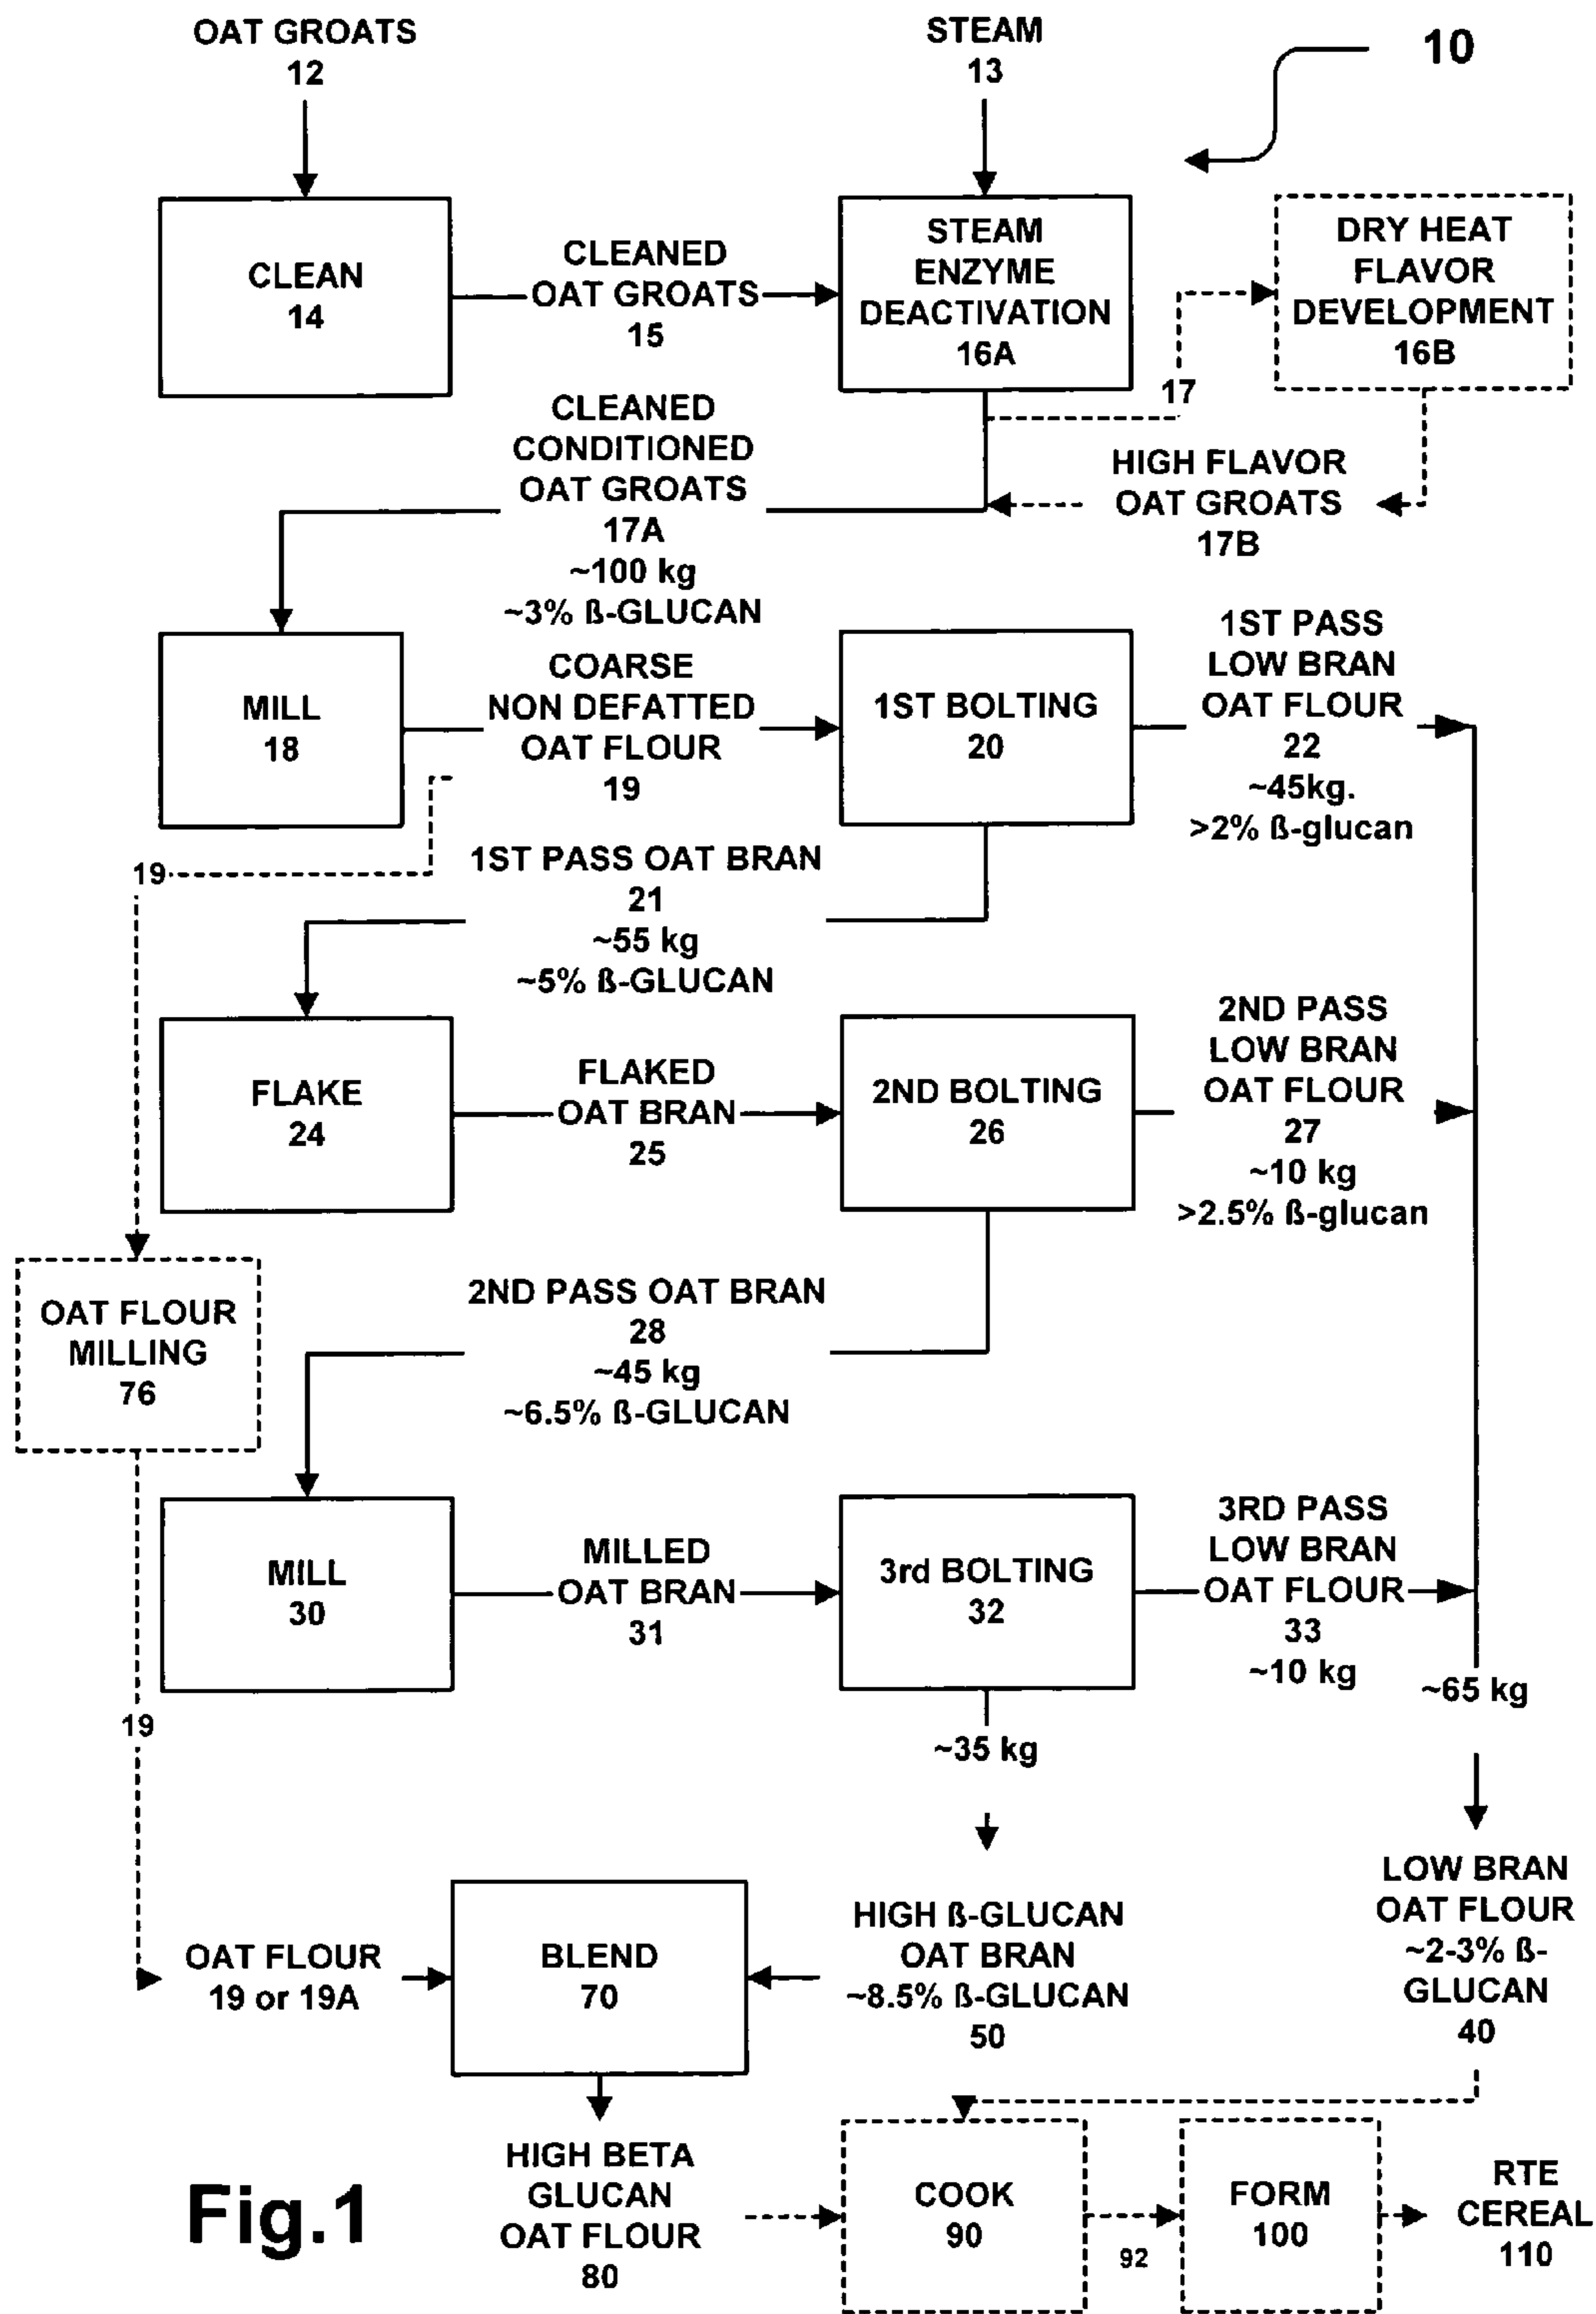 OAT GROATS
12
STEAM
13
10
CLEAN
14
CLEANED
OAT GROATS
15
STEAM
ENZYME
DEACTIVATION
16A
DRY HEAT
FLAVOR
DEVELOPMENT
16B
17
CLEANED
CONDITIONED
OAT GROATS
17A
~100 kg
~3% ß-GLUCAN
HIGH FLAVOR
OAT GROATS
17B
MILL
18
COARSE
NON DEFATTED
OAT FLOUR
19
1ST BOLTING
20
1ST PASS
LOW BRAN
OAT FLOUR
22
~45kg.
>2% ß-glucan
19
1ST PASS OAT BRAN
21
~55 kg
~5% ß-GLUCAN
FLAKE
24
FLAKED
OAT BRAN
25
2ND BOLTING
26
2ND PASS
LOW BRAN
OAT FLOUR
27
~10 kg
>2.5% ß-glucan
OAT FLOUR
MILLING
76
2ND PASS OAT BRAN
28
~45 kg
~6.5% ß-GLUCAN
MILL
30
MILLED
OAT BRAN
31
3rd BOLTING
32
3RD PASS
LOW BRAN
OAT FLOUR
33
~10 kg
~65 kg
19
~35 kg
OAT FLOUR
19 or 19A
BLEND
70
HIGH ß-GLUCAN
OAT BRAN
~8.5% ß-GLUCAN
50
LOW BRAN
OAT FLOUR
~2-3% ß-
GLUCAN
40
Fig.1
HIGH BETA
GLUCAN
OAT FLOUR
80
COOK
90
92
FORM
100
RTE
CEREAL
110